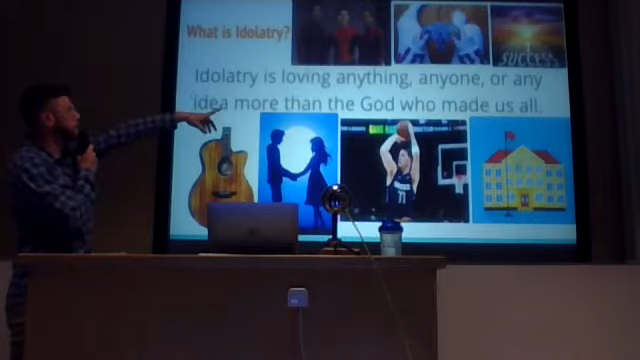 What is Idolatry?
SUCCESS
Idolatry is loving anything, anyone, or any
idea more than the God who made us all.
77